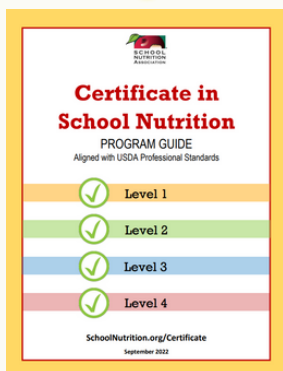 SCHOOL
NUTRITION
ASSOCIATION
Certificate in
School Nutrition
PROGRAM GUIDE
Aligned with USDA Professional Standards
Level 1
Level 2
Level 3
Level 4
SchoolNutrition.org/Certificate
September 2022